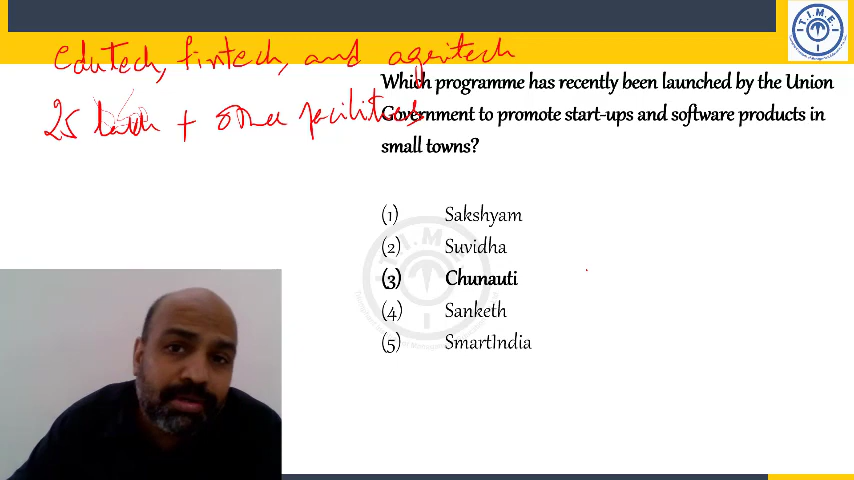 T.I.M.E.
edutech, fintech, and agritech
Which programme has recently been launched by the Union
Government to promote start-ups and software products in
small towns?
25 lakh + other facilities
(1) Sakshyam
(2) Suvidha
(3) Chunauti
(4) Sanketh
(5) SmartIndia
T.I.M.E.